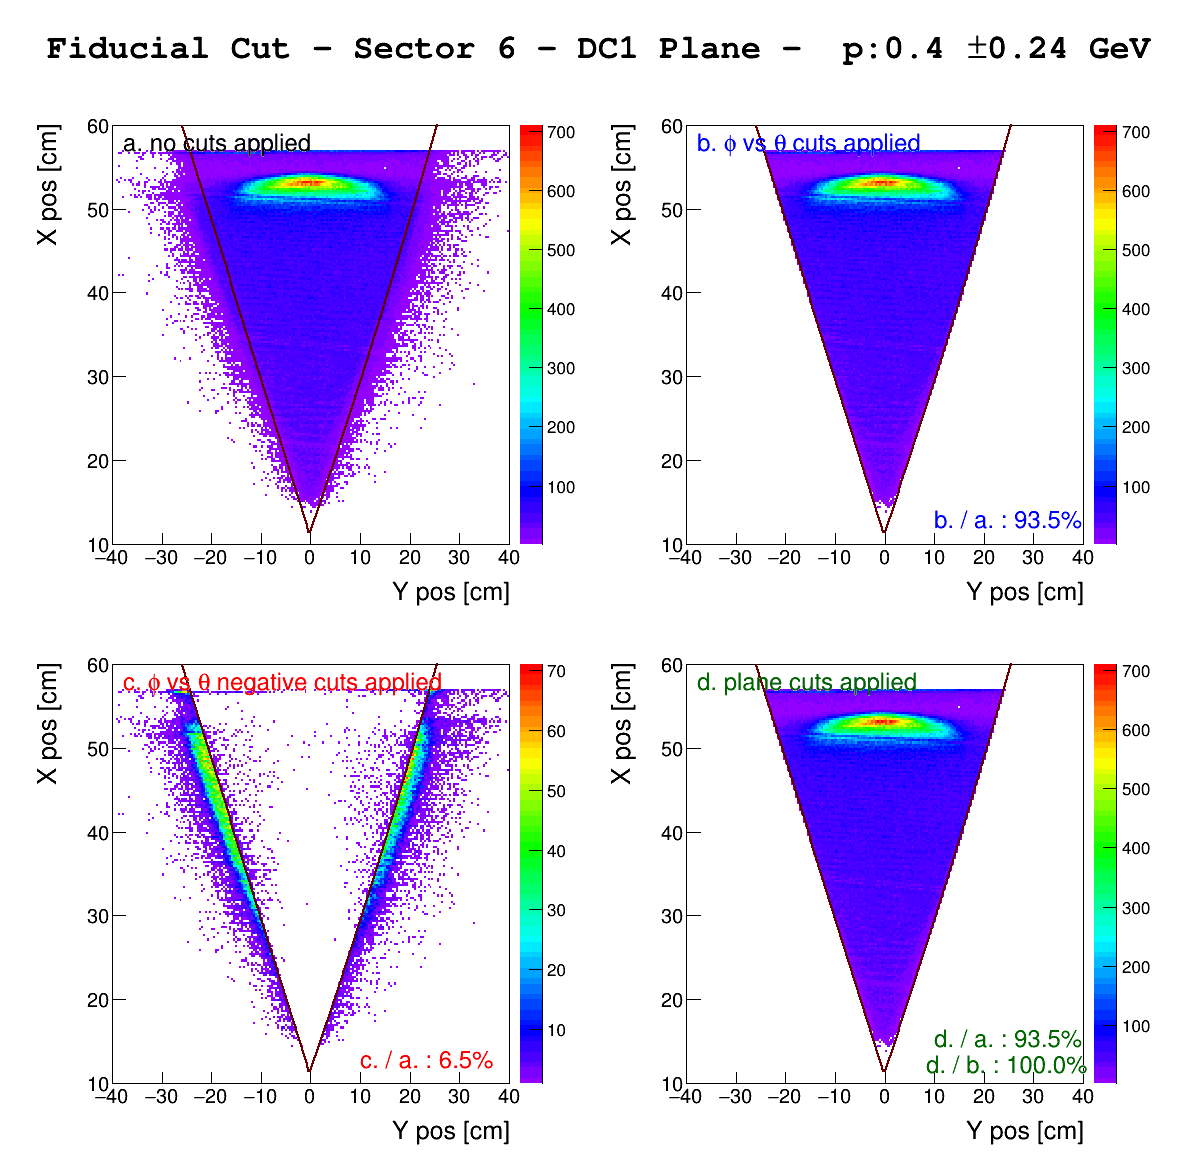 Fiducial Cut – Sector 6 – DC1 Plane – p:0.4 ±0.24 GeV
a. no cuts applied
X pos [cm]
60
50
40
30
20
10
−40 −30 −20 −10 0 10 20 30 40
Y pos [cm]
700
600
500
400
300
200
100
b. ϕ vs θ cuts applied
X pos [cm]
60
50
40
30
20
10
b. / a. : 93.5%
−40 −30 −20 −10 0 10 20 30 40
Y pos [cm]
700
600
500
400
300
200
100
c. ϕ vs θ negative cuts applied
X pos [cm]
60
50
40
30
20
10
c. / a. : 6.5%
−40 −30 −20 −10 0 10 20 30 40
Y pos [cm]
70
60
50
40
30
20
10
d. plane cuts applied
X pos [cm]
60
50
40
30
20
10
d. / a. : 93.5%
d. / b. : 100.0%
−40 −30 −20 −10 0 10 20 30 40
Y pos [cm]
700
600
500
400
300
200
100